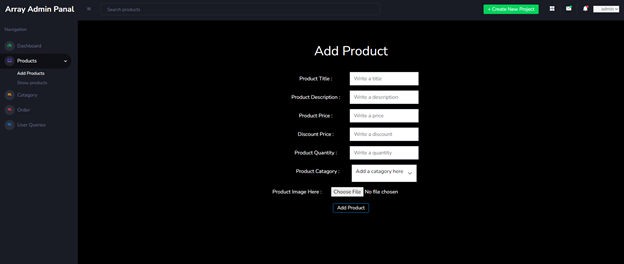 Array Admin Panal
Search products
+ Create New Project
admin
Navigation
Dashboard
Products
Add Products
Show products
Catagory
Order
User Queries
Add Product
Product Title :
Write a title
Product Description :
Write a description
Product Price :
Write a price
Discount Price :
Write a discount
Product Quantity :
Write a quantity
Product Catagory :
Add a catagory here
Product Image Here :
Choose File No file chosen
Add Product